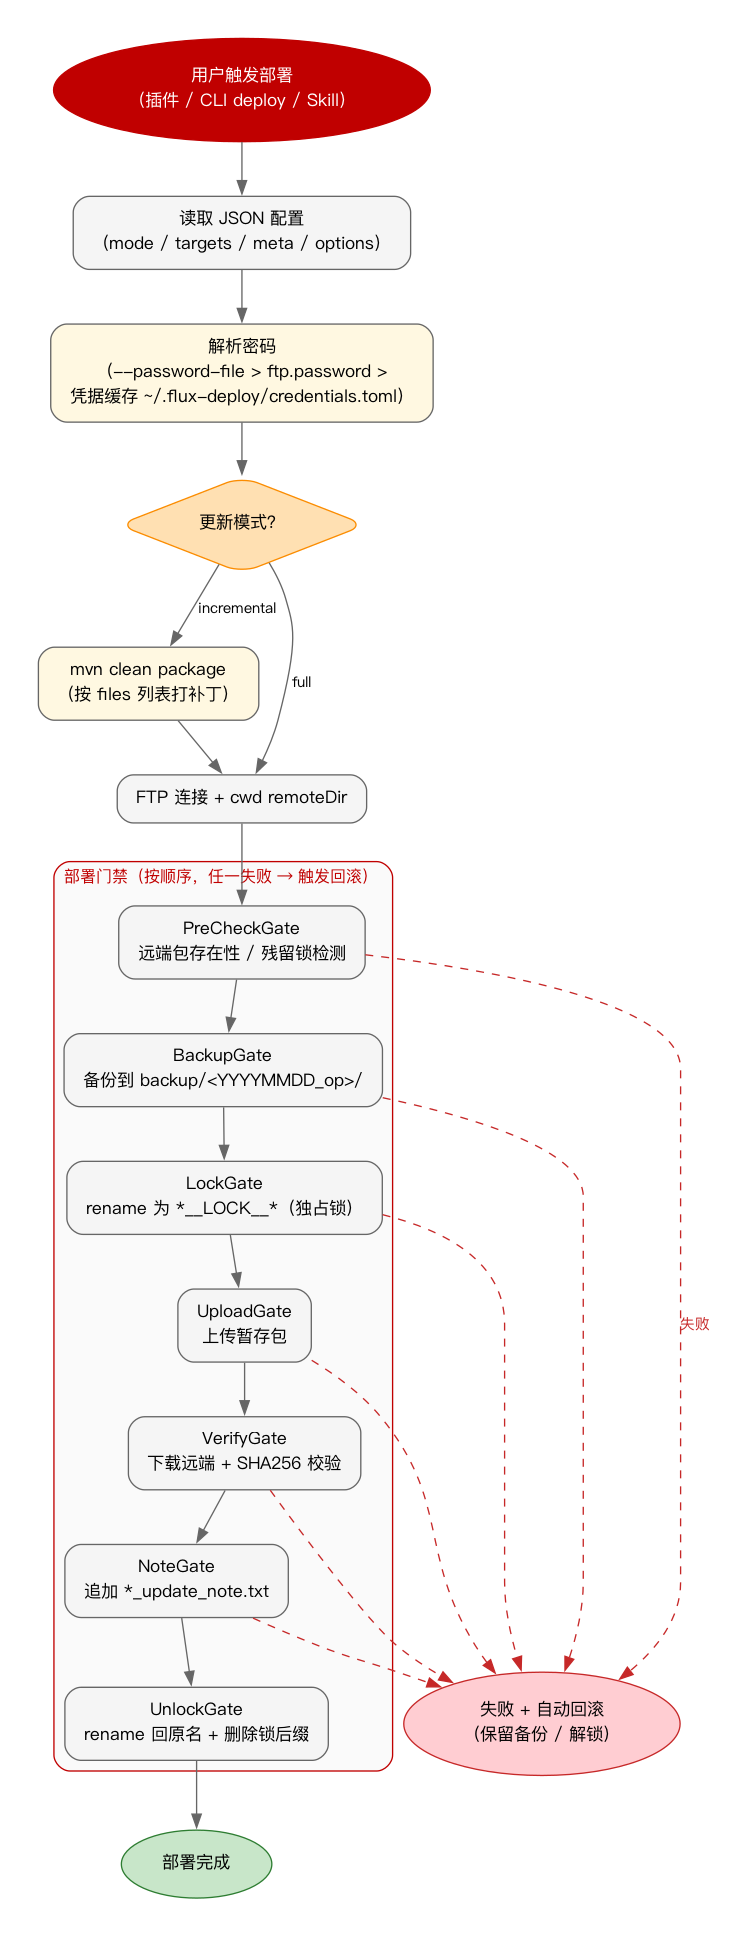 用户触发部署
（插件 / CLI deploy / Skill）
读取 JSON 配置
（mode / targets / meta / options）
解析密码
（--password-file > ftp.password >
凭据缓存 ~/.flux-deploy/credentials.toml）
更新模式?
incremental
mvn clean package
（按 files 列表打补丁）
full
FTP 连接 + cwd remoteDir
部署门禁（按顺序，任一失败 → 触发回滚）
PreCheckGate
远端包存在性 / 残留锁检测
BackupGate
备份到 backup/<YYYYMMDD_op>/
LockGate
rename 为 *__LOCK__*（独占锁）
UploadGate
上传暂存包
失败
VerifyGate
下载远端 + SHA256 校验
NoteGate
追加 *_update_note.txt
UnlockGate
rename 回原名 + 删除锁后缀
失败 + 自动回滚
（保留备份 / 解锁）
部署完成